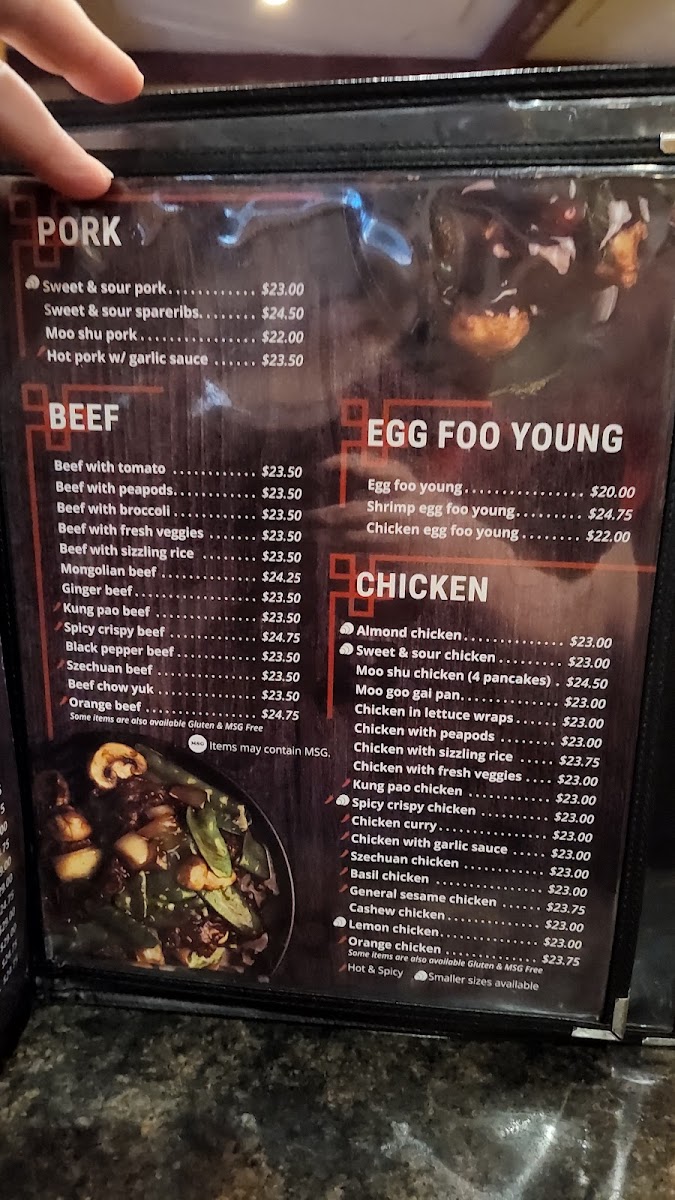 PORK
Sweet & sour pork............ $23.00
Sweet & sour spareribs........ $24.50
Moo shu pork................. $22.00
Hot pork w/ garlic sauce ...... $23.50
BEEF
Beef with tomato ............ $23.50
Beef with peapods............ $23.50
Beef with broccoli ............ $23.50
Beef with fresh veggies ....... $23.50
Beef with sizzling rice ........ $23.50
Mongolian beef .............. $24.25
Ginger beef.................. $23.50
Kung pao beef ............... $23.50
Spicy crispy beef ............. $24.75
Black pepper beef............ $23.50
Szechuan beef ............... $23.50
Beef chow yuk ............... $23.50
Orange beef ................. $24.75
Some items are also available Gluten & MSG Free
MSG Items may contain MSG.
EGG FOO YOUNG
Egg foo young................ $20.00
Shrimp egg foo young......... $24.75
Chicken egg foo young........ $22.00
CHICKEN
Almond chicken.............. $23.00
Sweet & sour chicken ......... $23.00
Moo shu chicken (4 pancakes) . $24.50
Moo goo gai pan.............. $23.00
Chicken in lettuce wraps...... $23.00
Chicken with peapods ........ $23.00
Chicken with sizzling rice ..... $23.75
Chicken with fresh veggies .... $23.00
Kung pao chicken ............ $23.00
Spicy crispy chicken .......... $23.00
Chicken curry................ $23.00
Chicken with garlic sauce ..... $23.00
Szechuan chicken ............ $23.00
Basil chicken ................ $23.00
General sesame chicken ...... $23.75
Cashew chicken.............. $23.00
Lemon chicken............... $23.00
Orange chicken .............. $23.75
Some items are also available Gluten & MSG Free
Hot & Spicy Smaller sizes available